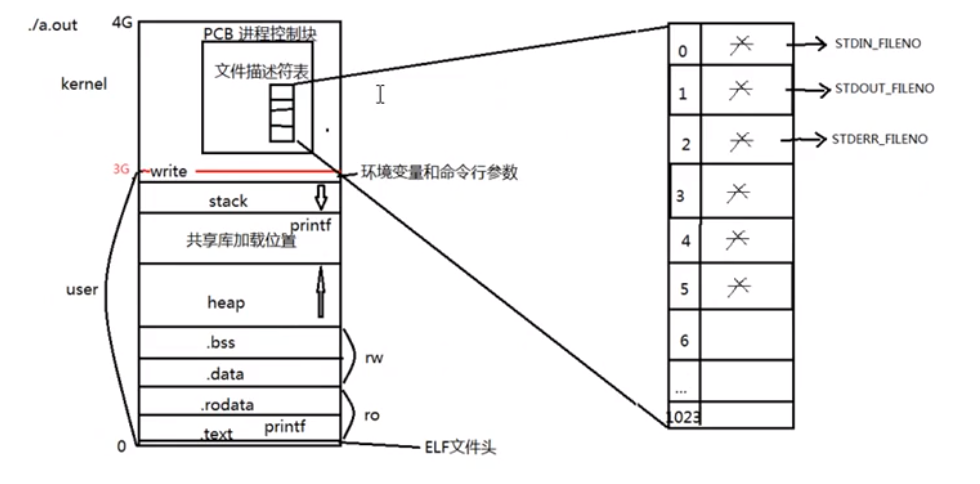 ./a.out
4G
PCB 进程控制块
文件描述符表
kernel
3G
write
环境变量和命令行参数
stack
printf
共享库加载位置
user
heap
.bss
rw
.data
.rodata
ro
.text
printf
0
ELF文件头
0
STDIN_FILENO
1
STDOUT_FILENO
2
STDERR_FILENO
3
4
5
6
...
1023